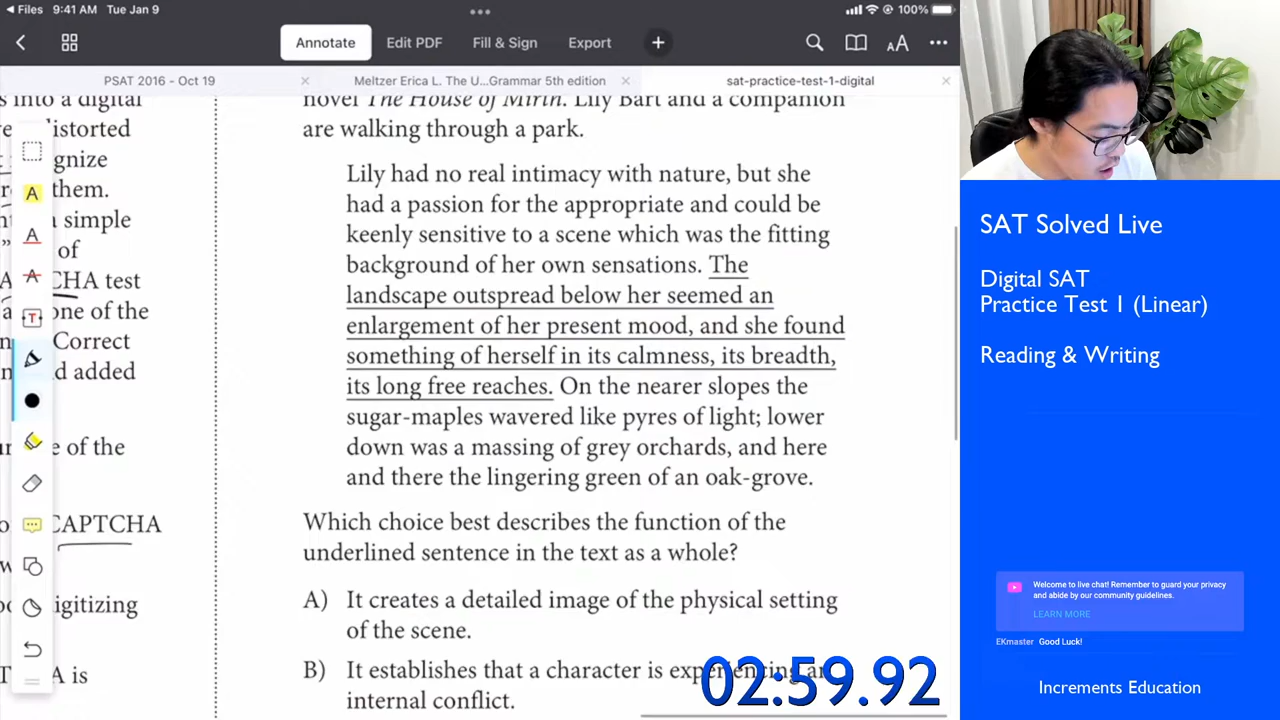 Files 9:41 AM Tue Jan 9
100%
Annotate Edit PDF Fill & Sign Export
AA
PSAT 2016 - Oct 19
Meltzer Erica L. The U...Grammar 5th edition
sat-practice-test-1-digital
s into a digital
istorted
gnize
them.
a simple
of
CHA test
one of the
Correct
d added
e of the
CAPTCHA
igitizing
A is
novel The House of Mirth. Lily Bart and a companion
are walking through a park.
Lily had no real intimacy with nature, but she
had a passion for the appropriate and could be
keenly sensitive to a scene which was the fitting
background of her own sensations. The
landscape outspread below her seemed an
enlargement of her present mood, and she found
something of herself in its calmness, its breadth,
its long free reaches. On the nearer slopes the
sugar-maples wavered like pyres of light; lower
down was a massing of grey orchards, and here
and there the lingering green of an oak-grove.
Which choice best describes the function of the
underlined sentence in the text as a whole?
A) It creates a detailed image of the physical setting
of the scene.
B) It establishes that a character is experiencing an
internal conflict.
02:59.92
SAT Solved Live
Digital SAT
Practice Test 1 (Linear)
Reading & Writing
Welcome to live chat! Remember to guard your privacy
and abide by our community guidelines.
LEARN MORE
EKmaster Good Luck!
Increments Education